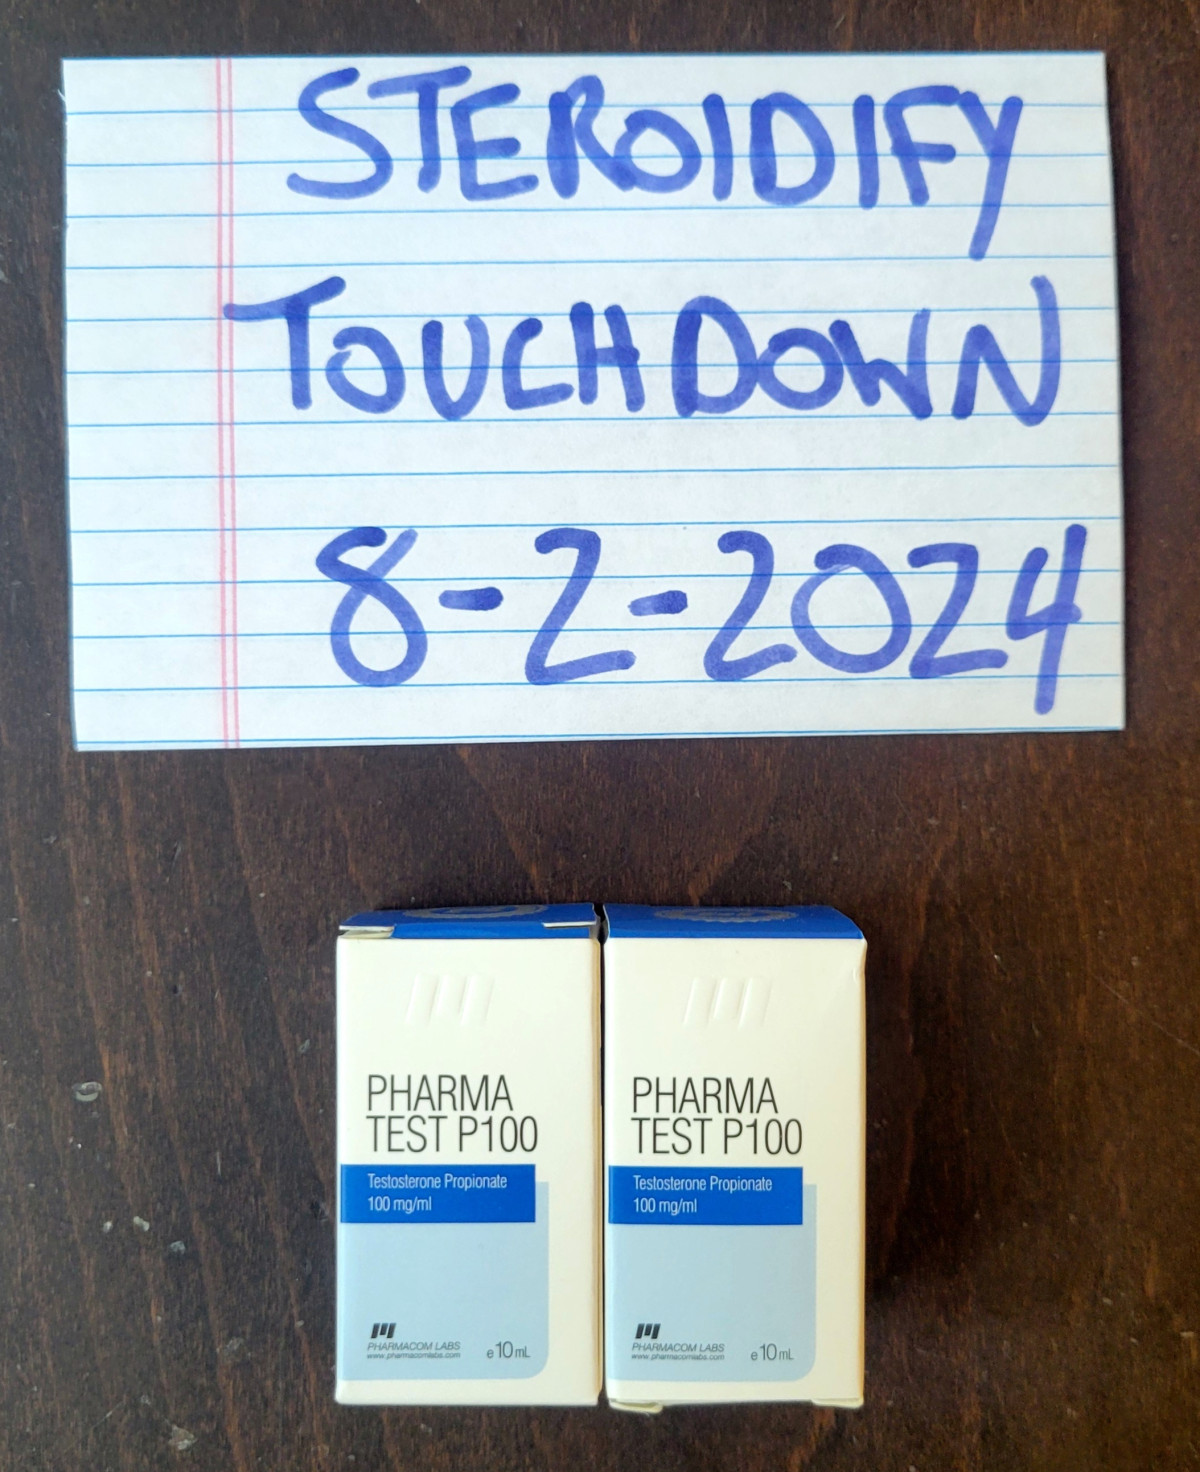 STEROIDIFY
TOUCHDOWN
8-2-2024
PHARMA
TEST P100
Testosterone Propionate
100 mg/ml
PHARMACOM LABS
www.pharmacomlabs.com
e10mL
PHARMA
TEST P100
Testosterone Propionate
100 mg/ml
PHARMACOM LABS
www.pharmacomlabs.com
e10mL